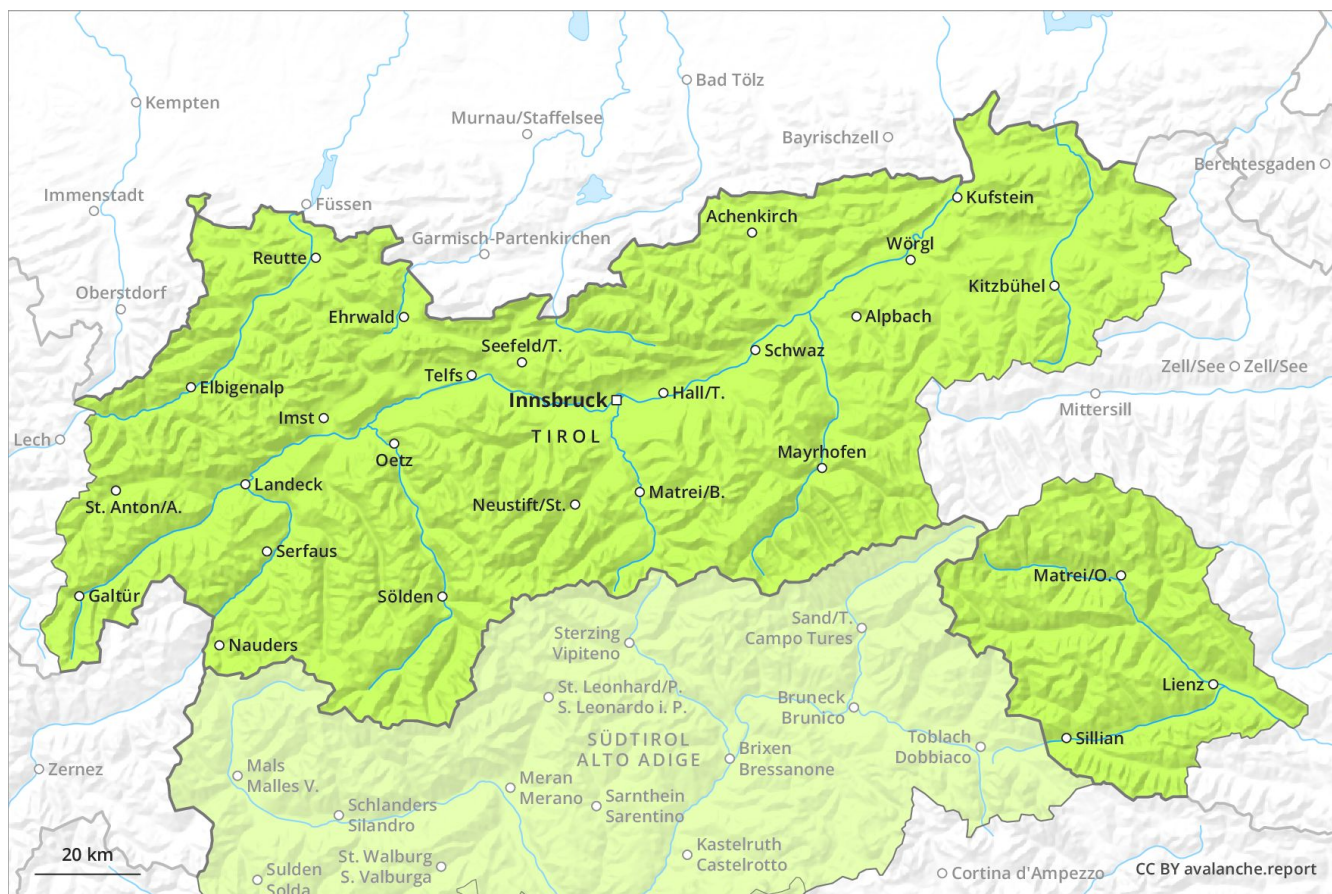 Kempten
Bad Tölz
Murnau/Staffelsee
Bayrischzell
Berchtesgaden
Immenstadt
Füssen
Kufstein
Achenkirch
Garmisch-Partenkirchen
Wörgl
Reutte
Oberstdorf
Kitzbühel
Ehrwald
Alpbach
Seefeld/T.
Schwaz
Telfs
Zell/See
Zell/See
Elbigenalp
Hall/T.
Innsbruck
Mittersill
Imst
TIROL
Lech
Oetz
Mayrhofen
Landeck
St. Anton/A.
Matrei/B.
Neustift/St.
Serfaus
Matrei/O.
Galtür
Sölden
Sand/T.
Campo Tures
Sterzing
Vipiteno
Nauders
Lienz
St. Leonhard/P.
S. Leonardo i. P.
Bruneck
Brunico
SÜDTIROL
ALTO ADIGE
Toblach
Dobbiaco
Sillian
Brixen
Bressanone
Zernez
Mals
Malles V.
Meran
Merano
Sarnthein
Sarentino
Schlanders
Silandro
Kastelruth
Castelrotto
20 km
St. Walburg
S. Valburga
Sulden
Solda
Cortina d'Ampezzo
CC BY avalanche.report